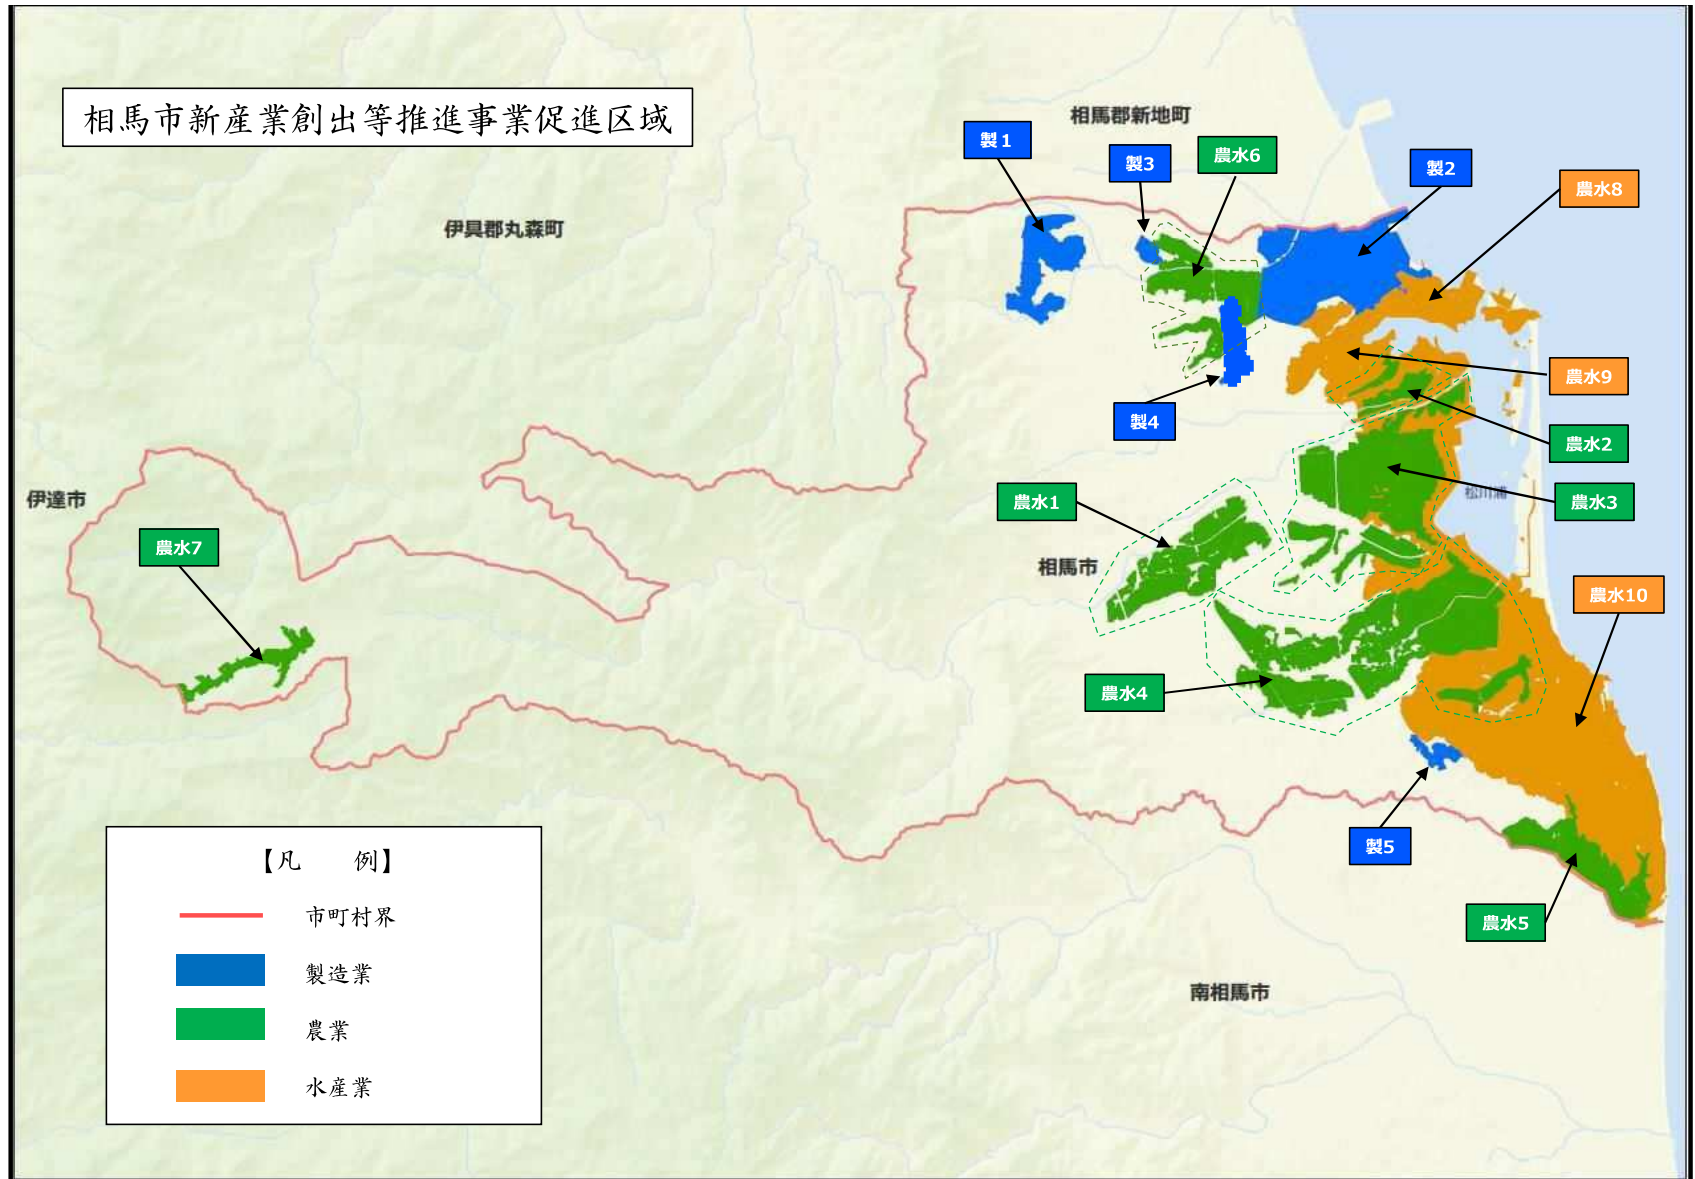 相馬市新産業創出等推進事業促進区域
相馬郡新地町
製１
製3
農水6
製2
農水8
伊具郡丸森町
農水9
製4
農水2
伊達市
農水1
松川浦
農水3
農水7
相馬市
農水10
農水4
製5
農水5
南相馬市
【凡　例】
市町村界
製造業
農業
水産業